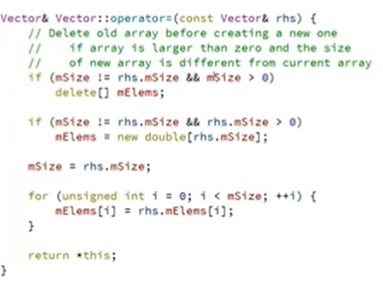 Vector& Vector::operator=(const Vector& rhs) {
// Delete old array before creating a new one
// if array is larger than zero and the size
// of new array is different from current array
if (mSize != rhs.mSize && mSize > 0)
delete[] mElems;
if (mSize != rhs.mSize && rhs.mSize > 0)
mElems = new double[rhs.mSize];
mSize = rhs.mSize;
for (unsigned int i = 0; i < mSize; ++i) {
mElems[i] = rhs.mElems[i];
}
return *this;
}